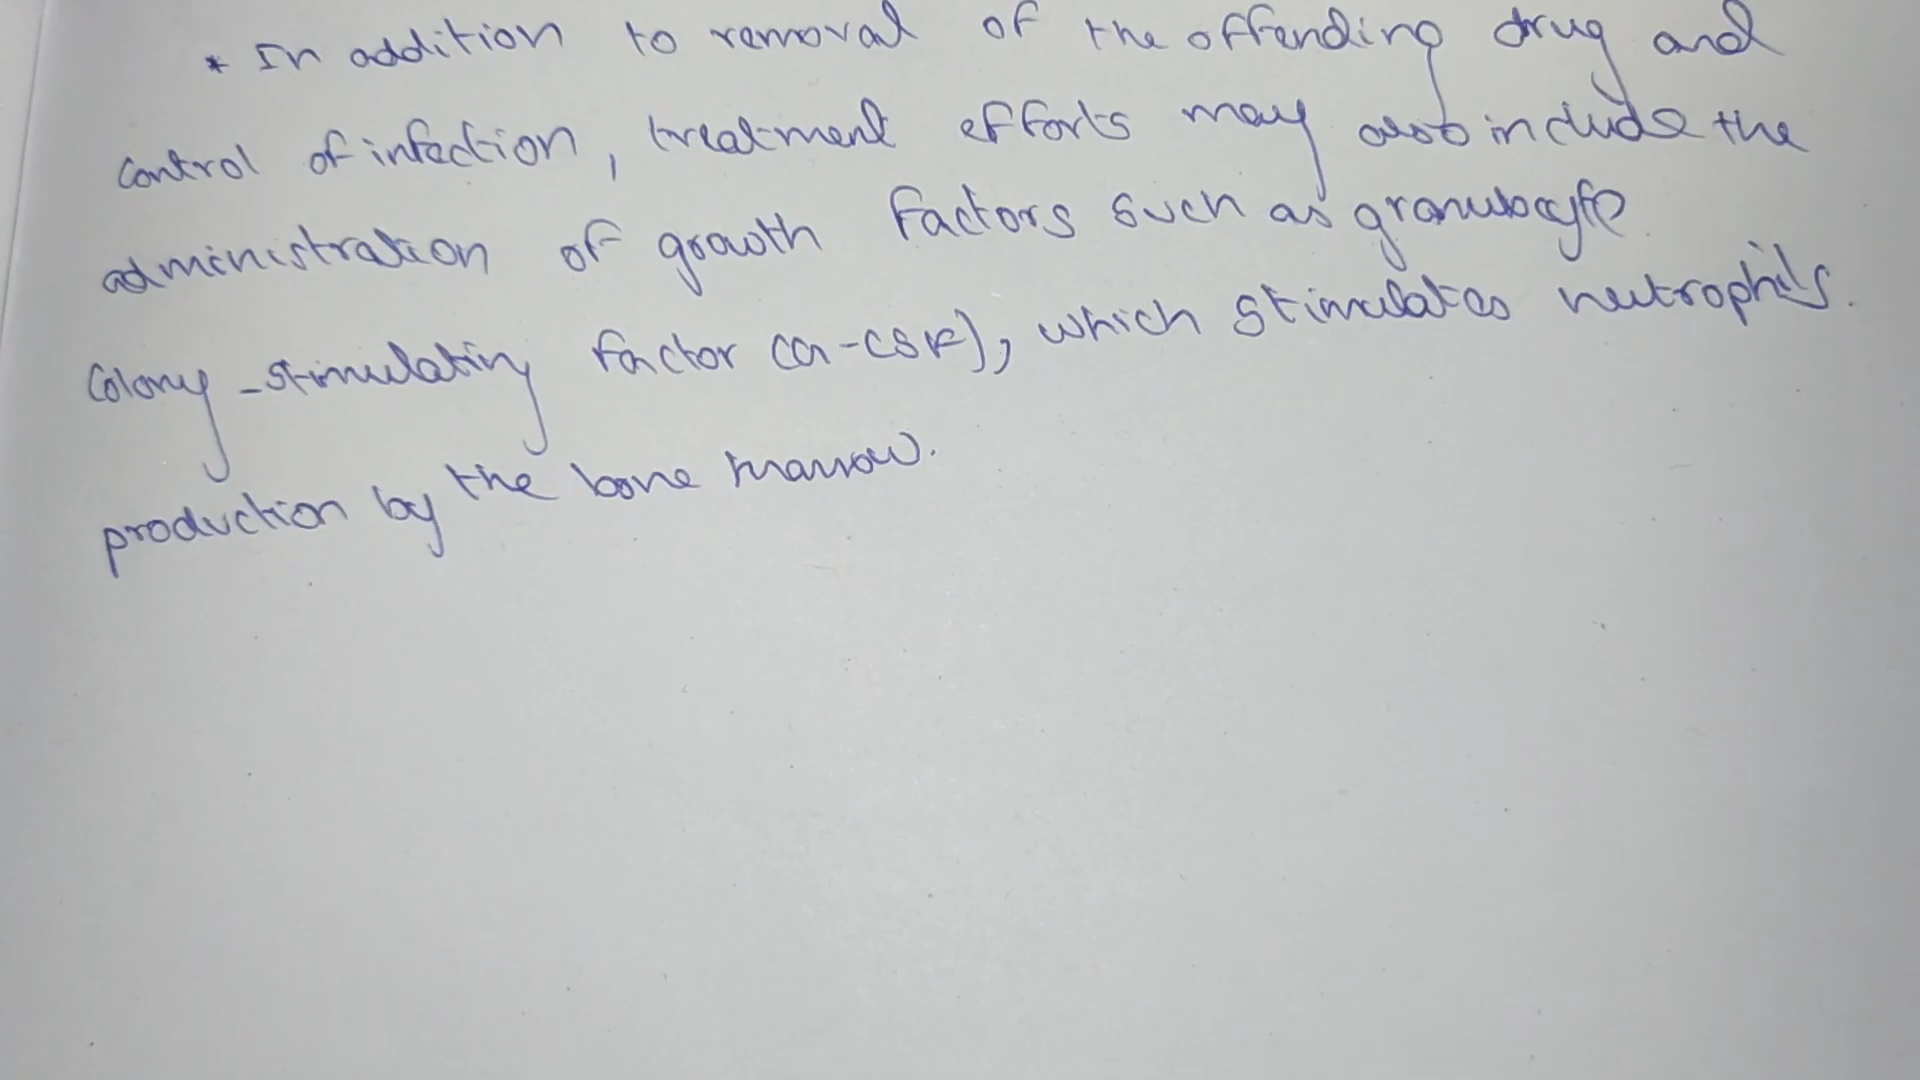 * In addition to removal of the offending drug and
control of infection, treatment efforts may also include the
administration of growth factors such as granulocyte
colony-stimulating factor (G-CSF), which stimulates neutrophils.
production by the bone marrow.